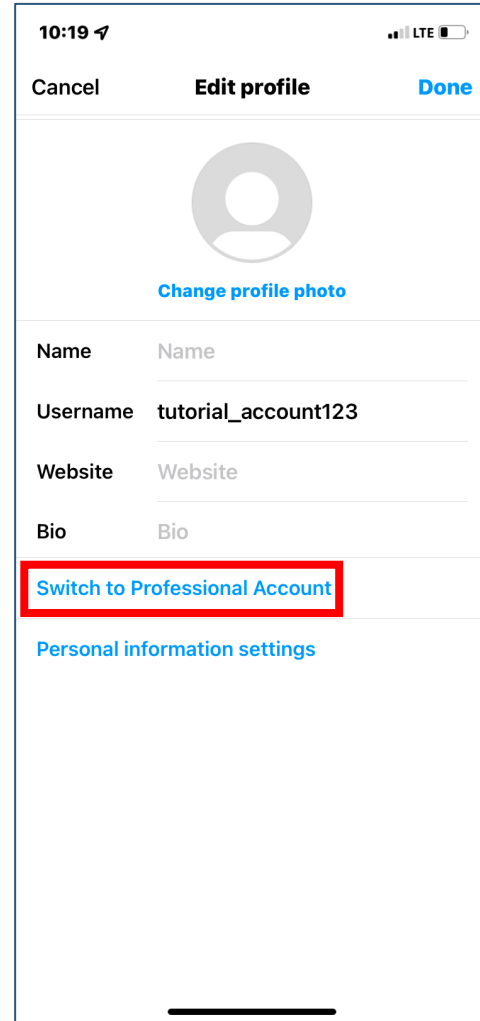 10:19 LTE
Cancel Edit profile Done
Change profile photo
Name Name
Username tutorial_account123
Website Website
Bio Bio
Switch to Professional Account
Personal information settings